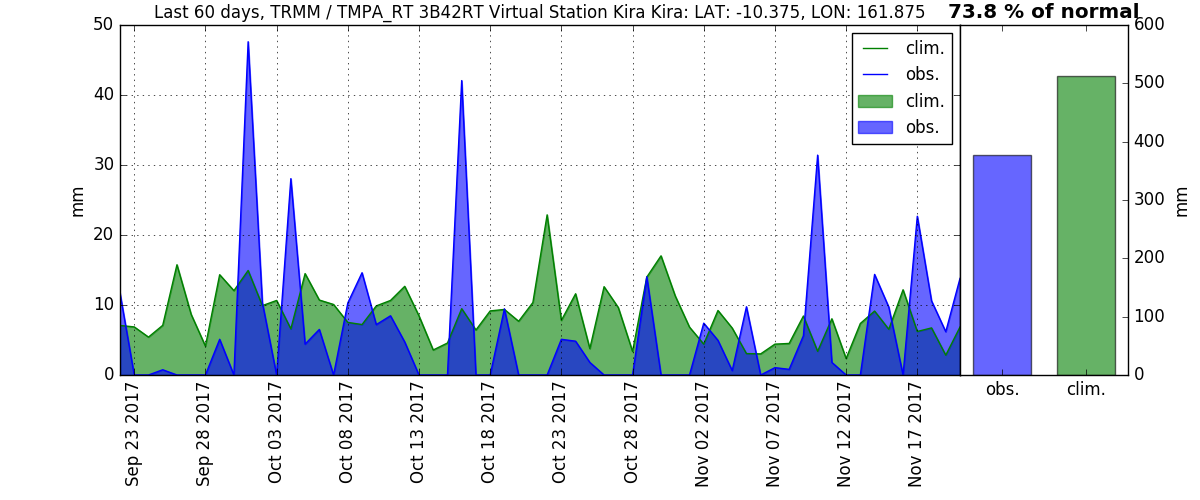 Last 60 days, TRMM / TMPA_RT 3B42RT Virtual Station Kira Kira: LAT: -10.375, LON: 161.875
73.8 % of normal
50
40
30
20
10
0
mm
clim.
obs.
clim.
obs.
600
500
400
300
200
100
0
mm
obs.
clim.
Sep 23 2017
Sep 28 2017
Oct 03 2017
Oct 08 2017
Oct 13 2017
Oct 18 2017
Oct 23 2017
Oct 28 2017
Nov 02 2017
Nov 07 2017
Nov 12 2017
Nov 17 2017